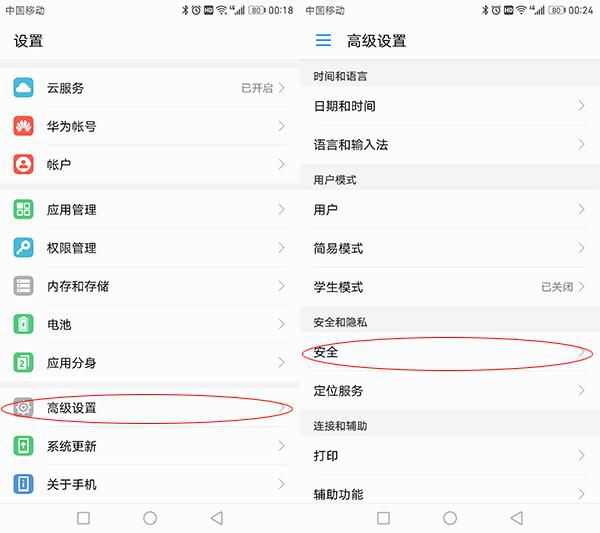 中国移动
HD
4G
80
00:18
设置
云服务
已开启
华为帐号
帐户
应用管理
权限管理
内存和存储
电池
应用分身
2
高级设置
系统更新
关于手机
中国移动
HD
4G
80
00:24
高级设置
时间和语言
日期和时间
语言和输入法
用户模式
用户
简易模式
学生模式
已关闭
安全和隐私
安全
定位服务
连接和辅助
打印
辅助功能